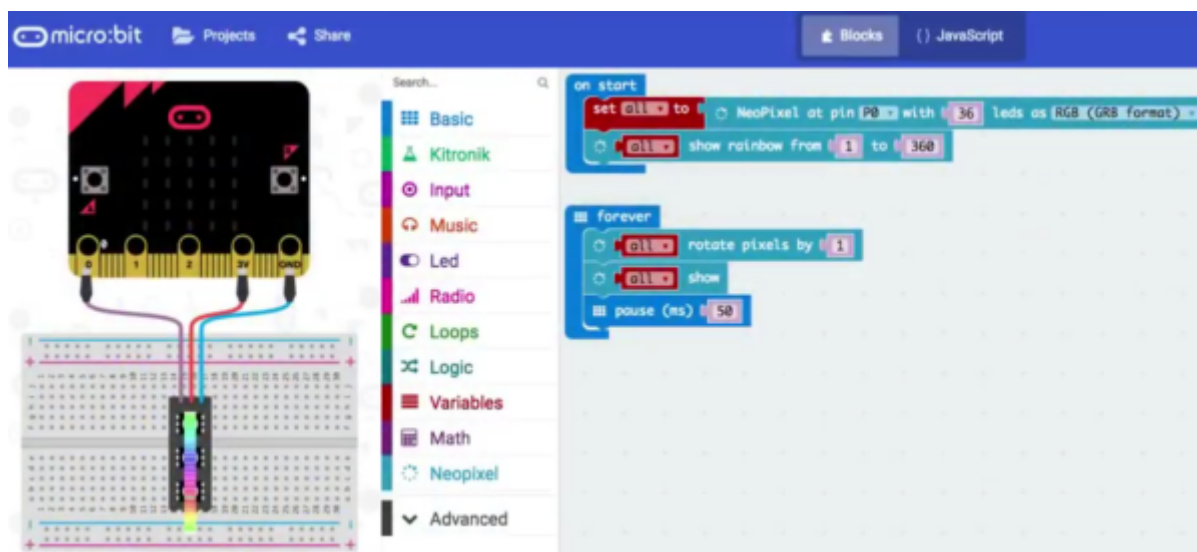 micro:bit Projects Share Blocks {} JavaScript
0 1 2 3V GND
Search...
Basic
Kitronik
Input
Music
Led
Radio
Loops
Logic
Variables
Math
Neopixel
Advanced
on start
set all to NeoPixel at pin P0 with 36 leds as RGB (GRB format)
all show rainbow from 1 to 360
forever
all rotate pixels by 1
all show
pause (ms) 50